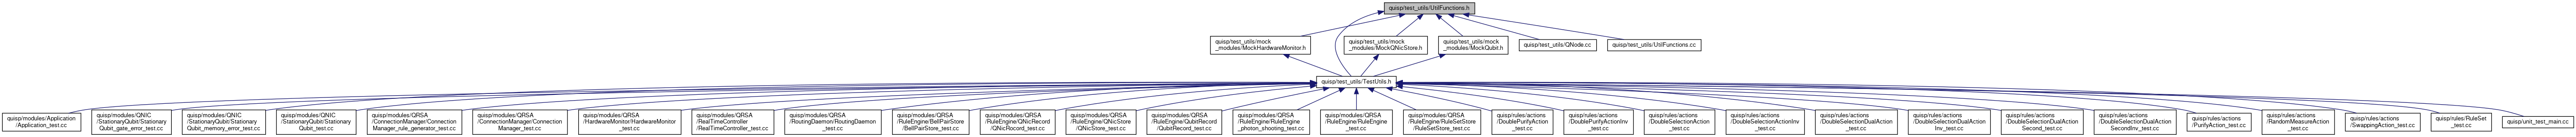 quisp/test_utils/UtilFunctions.h
quisp/test_utils/mock
_modules/MockHardwareMonitor.h
quisp/test_utils/mock
_modules/MockQNicStore.h
quisp/test_utils/mock
_modules/MockQubit.h
quisp/test_utils/QNode.cc
quisp/test_utils/UtilFunctions.cc
quisp/test_utils/TestUtils.h
quisp/modules/Application
/Application_test.cc
quisp/modules/QNIC
/StationaryQubit/Stationary
Qubit_gate_error_test.cc
quisp/modules/QNIC
/StationaryQubit/Stationary
Qubit_memory_error_test.cc
quisp/modules/QNIC
/StationaryQubit/Stationary
Qubit_test.cc
quisp/modules/QRSA
/ConnectionManager/Connection
Manager_rule_generator_test.cc
quisp/modules/QRSA
/ConnectionManager/Connection
Manager_test.cc
quisp/modules/QRSA
/HardwareMonitor/HardwareMonitor
_test.cc
quisp/modules/QRSA
/RealTimeController
/RealTimeController_test.cc
quisp/modules/QRSA
/RoutingDaemon/RoutingDaemon
_test.cc
quisp/modules/QRSA
/RuleEngine/BellPairStore
/BellPairStore_test.cc
quisp/modules/QRSA
/RuleEngine/QNicRecord
/QNicRocord_test.cc
quisp/modules/QRSA
/RuleEngine/QNicStore
/QNicStore_test.cc
quisp/modules/QRSA
/RuleEngine/QubitRecord
/QubitRecord_test.cc
quisp/modules/QRSA
/RuleEngine/RuleEngine
_photon_shooting_test.cc
quisp/modules/QRSA
/RuleEngine/RuleEngine
_test.cc
quisp/modules/QRSA
/RuleEngine/RuleSetStore
/RuleSetStore_test.cc
quisp/rules/actions
/DoublePurifyAction
_test.cc
quisp/rules/actions
/DoublePurifyActionInv
_test.cc
quisp/rules/actions
/DoubleSelectionAction
_test.cc
quisp/rules/actions
/DoubleSelectionActionInv
_test.cc
quisp/rules/actions
/DoubleSelectionDualAction
_test.cc
quisp/rules/actions
/DoubleSelectionDualAction
Inv_test.cc
quisp/rules/actions
/DoubleSelectionDualAction
Second_test.cc
quisp/rules/actions
/DoubleSelectionDualAction
SecondInv_test.cc
quisp/rules/actions
/PurifyAction_test.cc
quisp/rules/actions
/RandomMeasureAction
_test.cc
quisp/rules/actions
/SwappingAction_test.cc
quisp/rules/RuleSet
_test.cc
quisp/unit_test_main.cc